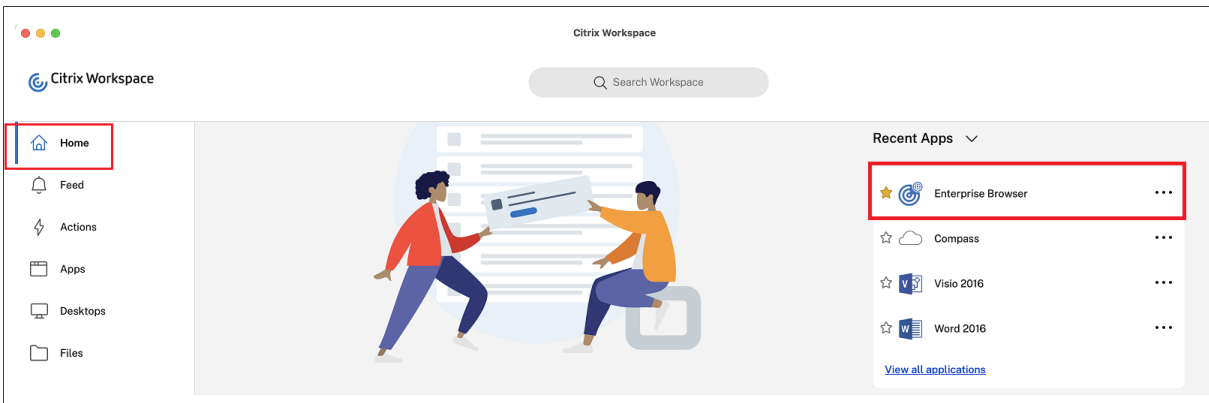 Citrix Workspace
Citrix Workspace
Search Workspace
Home
Feed
Actions
Apps
Desktops
Files
Recent Apps
Enterprise Browser
Compass
Visio 2016
Word 2016
View all applications